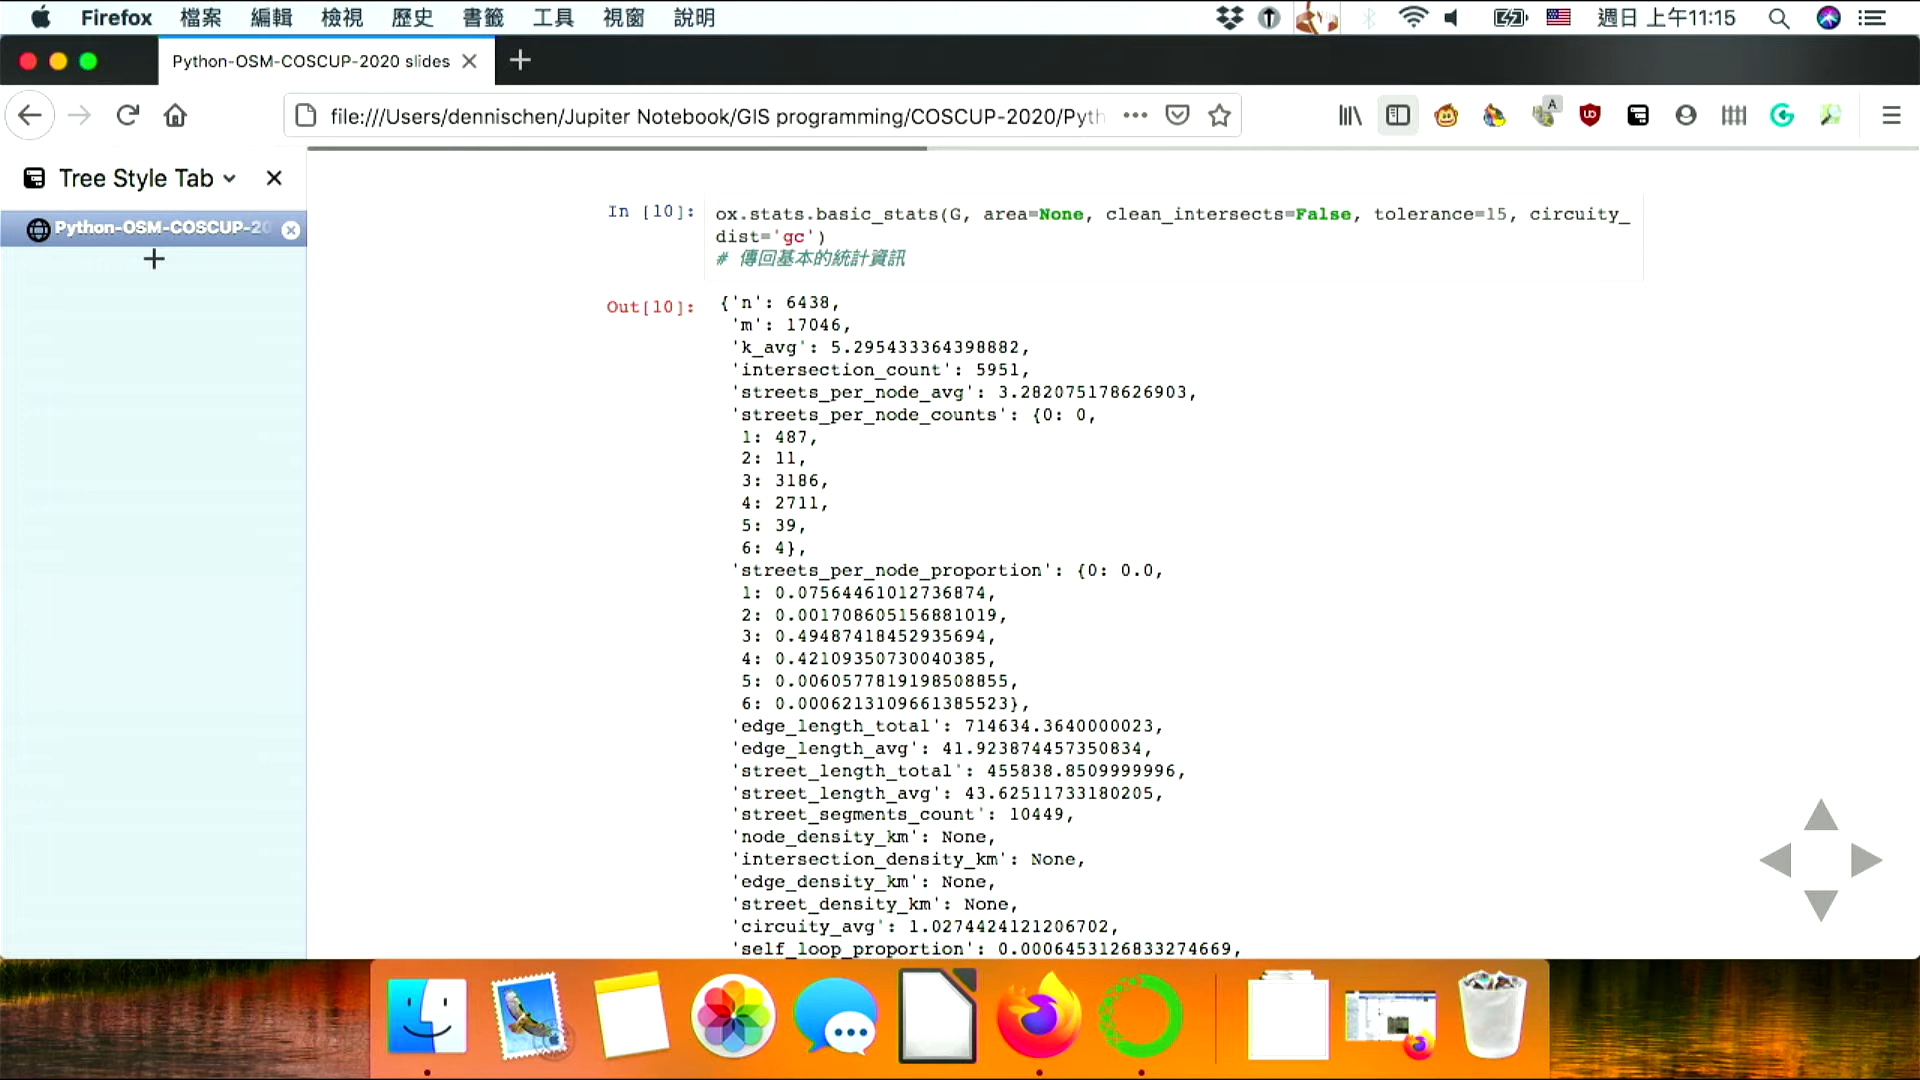 Firefox 檔案 編輯 檢視 歷史 書籤 工具 視窗 說明 週日 上午11:15
Python-OSM-COSCUP-2020 slides
file:///Users/dennischen/Jupiter Notebook/GIS programming/COSCUP-2020/Pyth
Tree Style Tab
Python-OSM-COSCUP-20
In [10]: ox.stats.basic_stats(G, area=None, clean_intersects=False, tolerance=15, circuity_
dist='gc')
# 傳回基本的統計資訊
Out[10]: {'n': 6438,
'm': 17046,
'k_avg': 5.295433364398882,
'intersection_count': 5951,
'streets_per_node_avg': 3.282075178626903,
'streets_per_node_counts': {0: 0,
1: 487,
2: 11,
3: 3186,
4: 2711,
5: 39,
6: 4},
'streets_per_node_proportion': {0: 0.0,
1: 0.07564461012736874,
2: 0.001708605156881019,
3: 0.49487418452935694,
4: 0.42109350730040385,
5: 0.00605778191985088​55,
6: 0.0006213109661385523},
'edge_length_total': 714634.3640000023,
'edge_length_avg': 41.923874457350834,
'street_length_total': 455838.8509999996,
'street_length_avg': 43.62511733180205,
'street_segments_count': 10449,
'node_density_km': None,
'intersection_density_km': None,
'edge_density_km': None,
'street_density_km': None,
'circuity_avg': 1.0274424121206702,
'self_loop_proportion': 0.0006453126833274669,